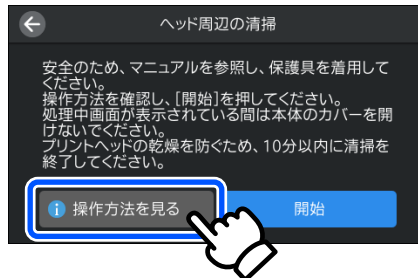 ヘッド周辺の清掃
安全のため、マニュアルを参照し、保護具を着用して
ください。
操作方法を確認し、[開始]を押してください。
処理中画面が表示されている間は本体のカバーを開
けないでください。
プリントヘッドの乾燥を防ぐため、10分以内に清掃を
終了してください。
操作方法を見る
開始